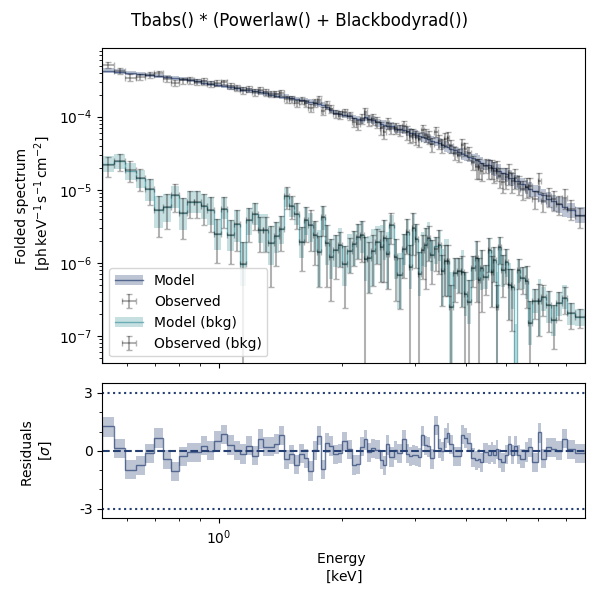 Tbabs() * (Powerlaw() + Blackbodyrad())
Folded spectrum
[ph keV⁻¹ s⁻¹ cm⁻²]
10⁻⁴
10⁻⁵
10⁻⁶
10⁻⁷
Model
Observed
Model (bkg)
Observed (bkg)
Residuals
[σ]
3
0
-3
10⁰
Energy
[keV]